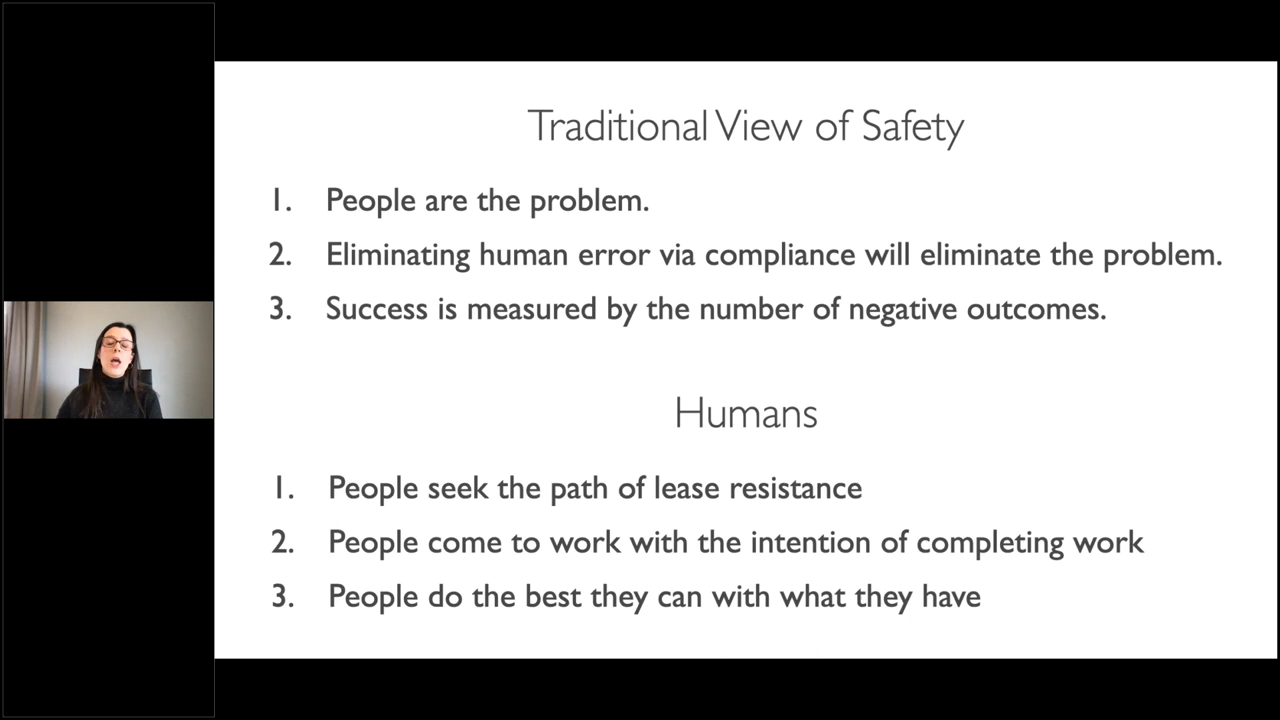 Traditional View of Safety
1. People are the problem.
2. Eliminating human error via compliance will eliminate the problem.
3. Success is measured by the number of negative outcomes.
Humans
1. People seek the path of lease resistance
2. People come to work with the intention of completing work
3. People do the best they can with what they have